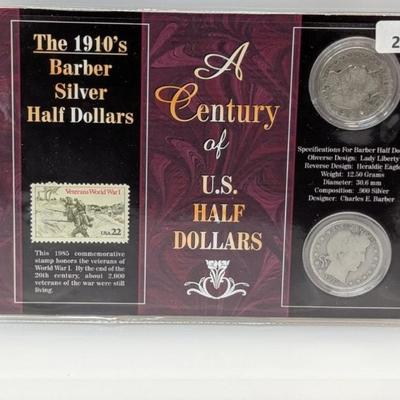 The 1910's
Barber
Silver
Half Dollars
Veterans World War I
USA 22
This 1985 commemorative
stamp honors the veterans of
World War I. By the end of the
20th century, about 2,600
veterans of the war were still
living.
A
Century
of
U.S.
HALF
DOLLARS
2
Specifications For Barber Half Do
Obverse Design: Lady Liberty
Reverse Design: Heraldic Eagle
Weight: 12.50 Grams
Diameter: 30.6 mm
Composition: .900 Silver
Designer: Charles E. Barber